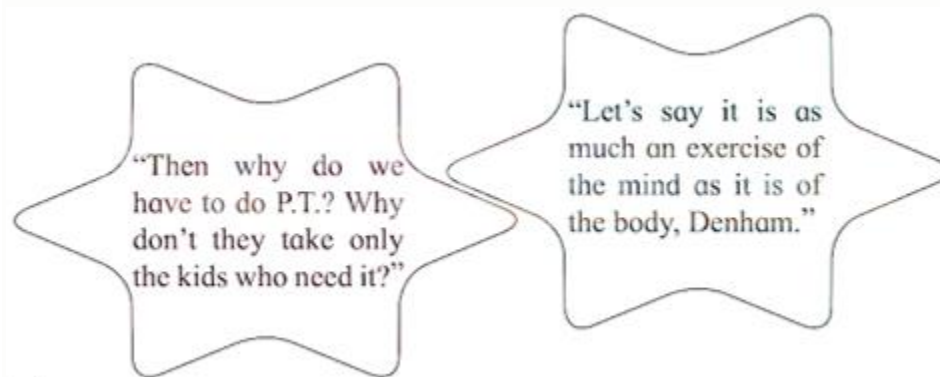 “Then why do we
have to do P.T.? Why
don’t they take only
the kids who need it?”
“Let’s say it is as
much an exercise of
the mind as it is of
the body, Denham.”